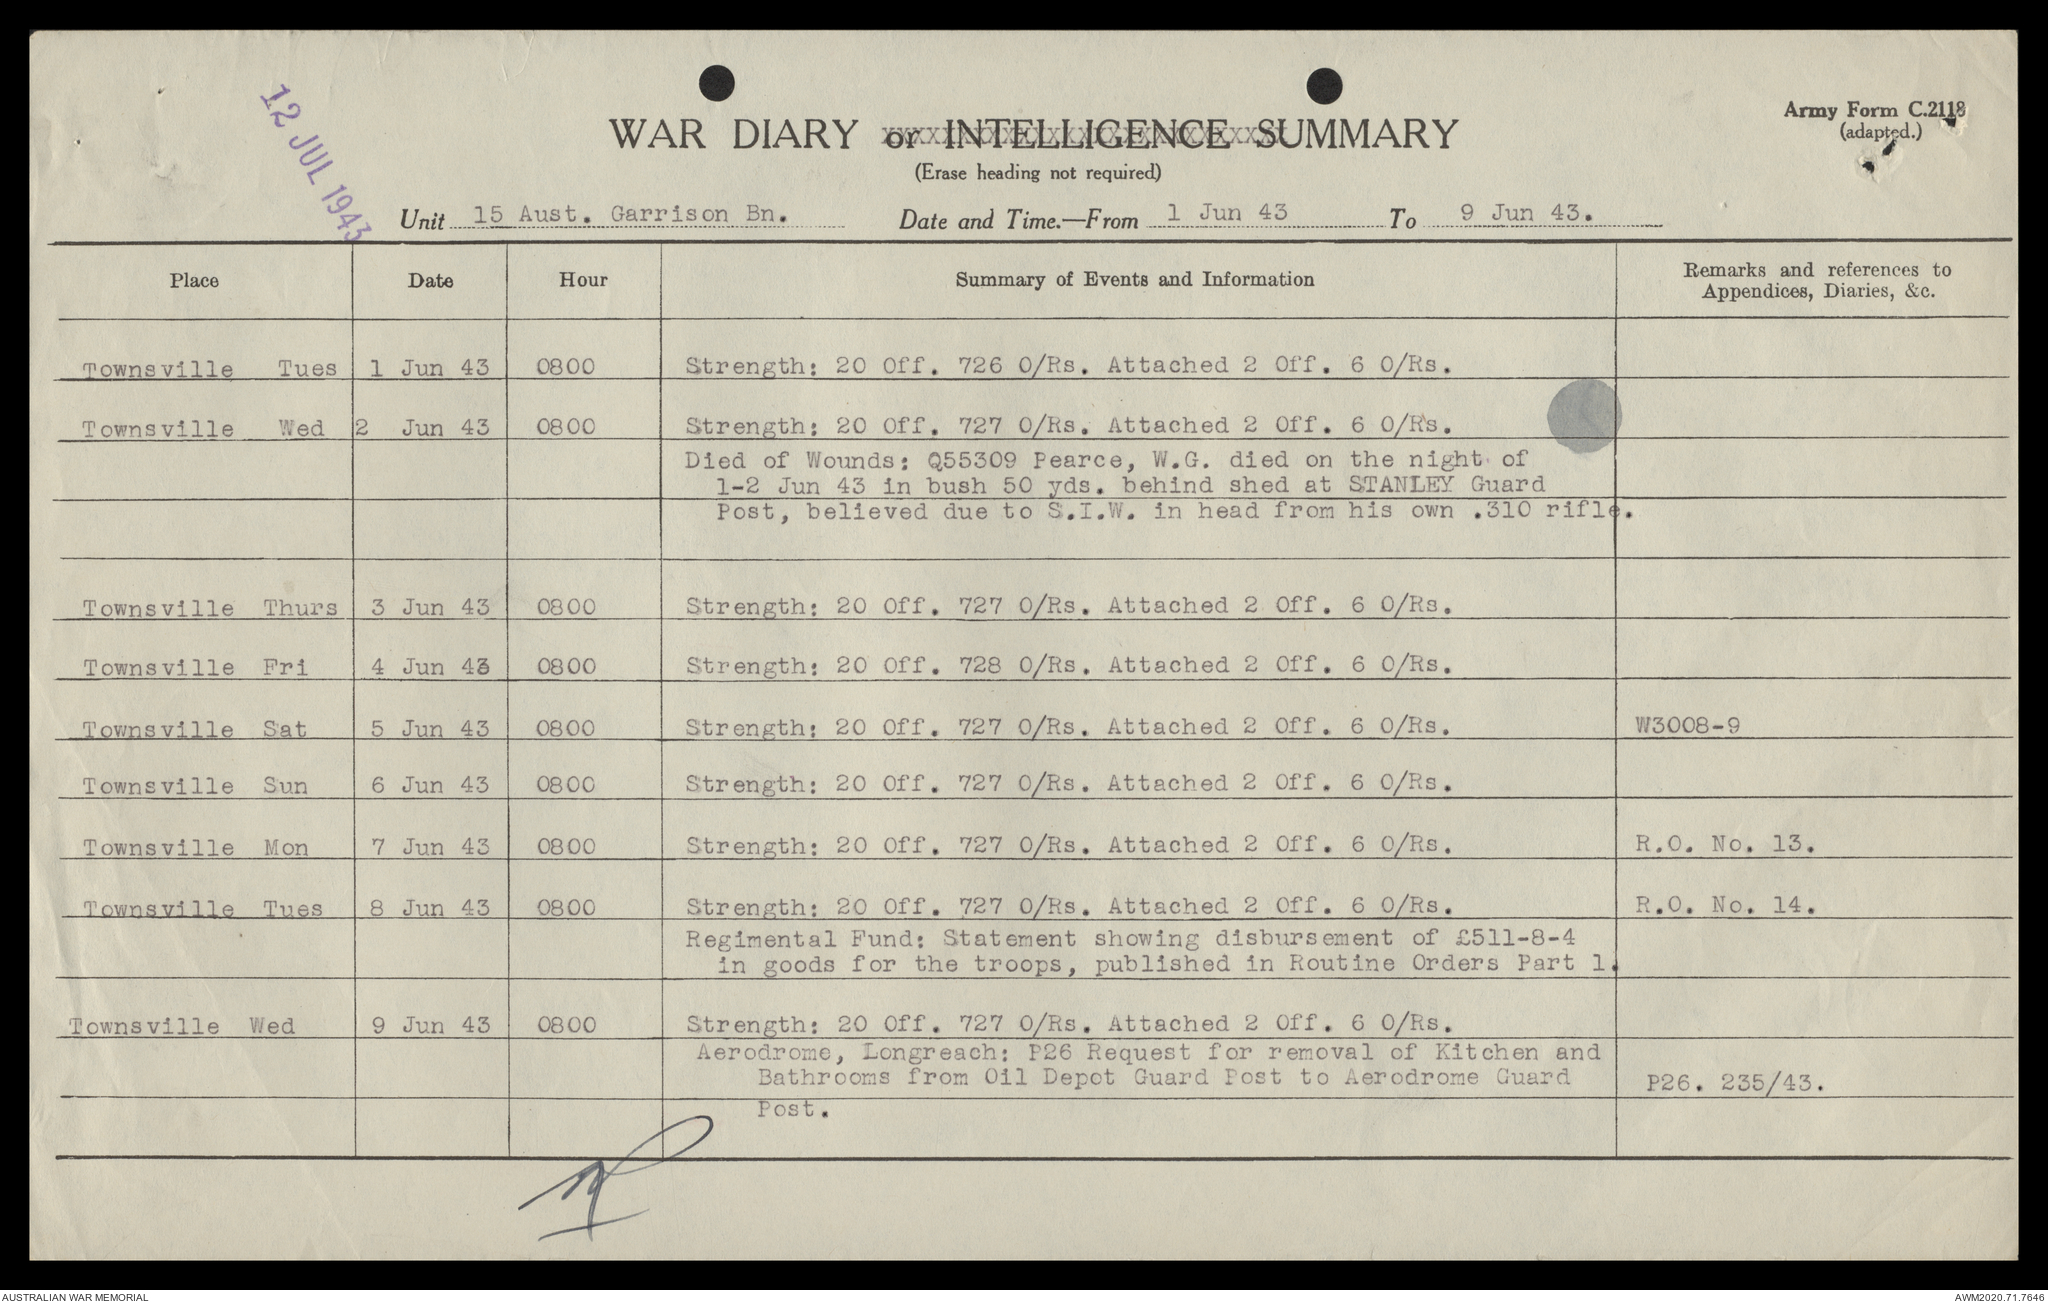 12 JUL 1943
Army Form C.2118
(adapted.)
WAR DIARY or INTELLIGENCE SUMMARY
(Erase heading not required)
Unit 15 Aust. Garrison Bn. Date and Time.—From 1 Jun 43 To 9 Jun 43.
Place Date Hour Summary of Events and Information Remarks and references to
Appendices, Diaries, &c.
Townsville Tues 1 Jun 43 0800 Strength: 20 Off. 726 O/Rs. Attached 2 Off. 6 O/Rs.
Townsville Wed 2 Jun 43 0800 Strength: 20 Off. 727 O/Rs. Attached 2 Off. 6 O/Rs.
Died of Wounds: Q55309 Pearce, W.G. died on the night of
1-2 Jun 43 in bush 50 yds. behind shed at STANLEY Guard
Post, believed due to S.I.W. in head from his own .310 rifle.
Townsville Thurs 3 Jun 43 0800 Strength: 20 Off. 727 O/Rs. Attached 2 Off. 6 O/Rs.
Townsville Fri 4 Jun 43 0800 Strength: 20 Off. 728 O/Rs. Attached 2 Off. 6 O/Rs.
Townsville Sat 5 Jun 43 0800 Strength: 20 Off. 727 O/Rs. Attached 2 Off. 6 O/Rs. W3008-9
Townsville Sun 6 Jun 43 0800 Strength: 20 Off. 727 O/Rs. Attached 2 Off. 6 O/Rs.
Townsville Mon 7 Jun 43 0800 Strength: 20 Off. 727 O/Rs. Attached 2 Off. 6 O/Rs. R.O. No. 13.
Townsville Tues 8 Jun 43 0800 Strength: 20 Off. 727 O/Rs. Attached 2 Off. 6 O/Rs. R.O. No. 14.
Regimental Fund: Statement showing disbursement of £511-8-4
in goods for the troops, published in Routine Orders Part 1.
Townsville Wed 9 Jun 43 0800 Strength: 20 Off. 727 O/Rs. Attached 2 Off. 6 O/Rs.
Aerodrome, Longreach: P26 Request for removal of Kitchen and
Bathrooms from Oil Depot Guard Post to Aerodrome Guard P26. 235/43.
Post.
AUSTRALIAN WAR MEMORIAL AWM2020.71.7646